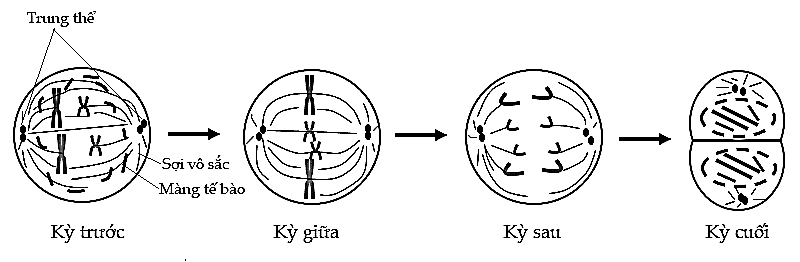 Trung thể
Sợi vô sắc
Màng tế bào
Kỳ trước
Kỳ giữa
Kỳ sau
Kỳ cuối